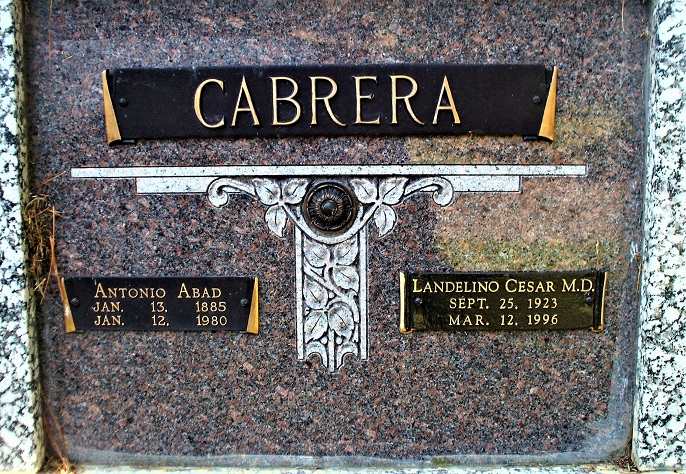 CABRERA
ANTONIO ABAD
JAN. 13, 1885
JAN. 12, 1980
LANDELINO CESAR M.D.
SEPT. 25, 1923
MAR. 12, 1996